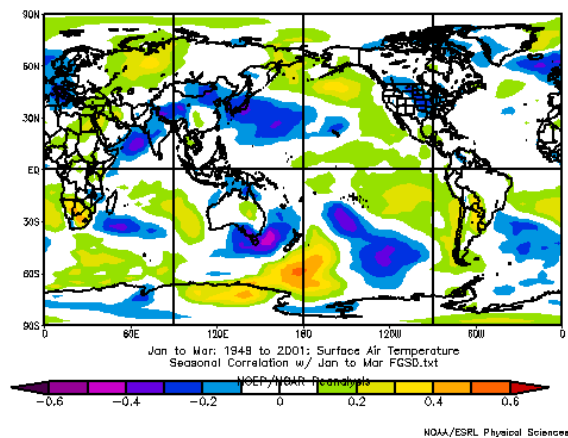 90N
60N
30N
EQ
30S
60S
90S
0 60E 120E 180 120W 60W 0
Jan to Mar: 1949 to 2001: Surface Air Temperature
Seasonal Correlation w/ Jan to Mar FGSD.txt
NCEP/NCAR Reanalysis
-0.6 -0.4 -0.2 0 0.2 0.4 0.6
NOAA/ESRL Physical Sciences